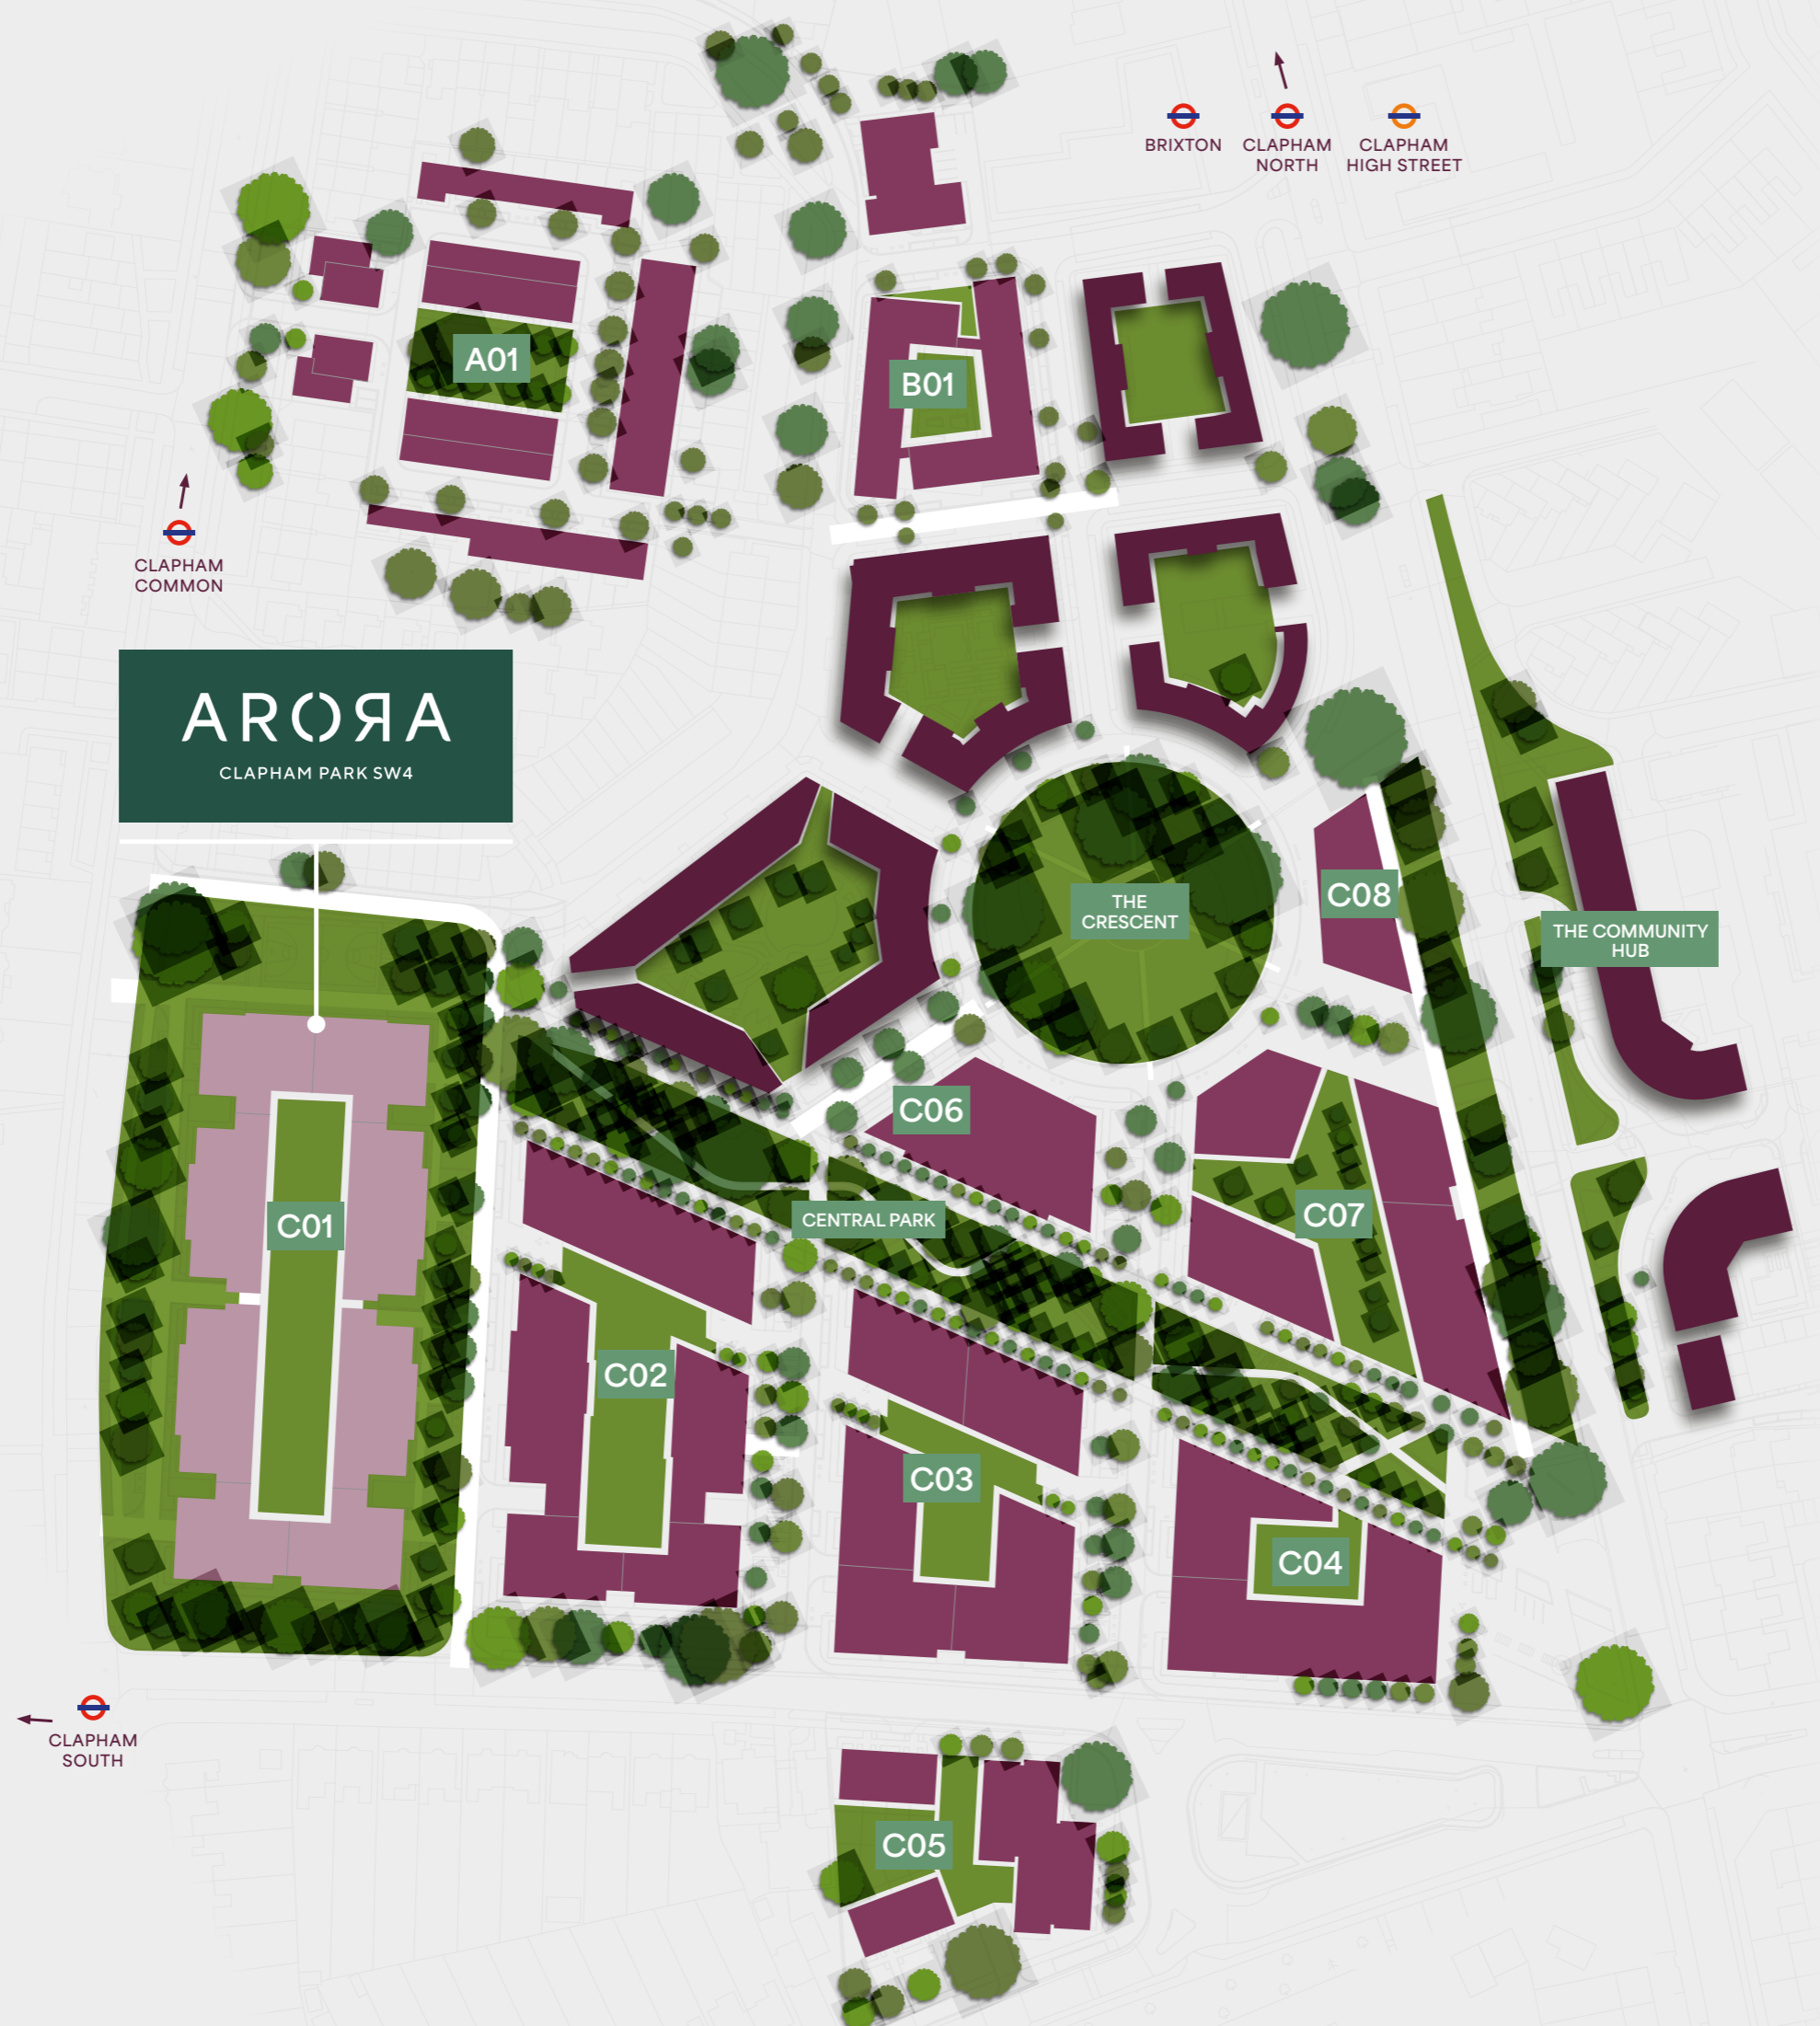 BRIXTON
CLAPHAM
NORTH
CLAPHAM
HIGH STREET
A01
B01
CLAPHAM
COMMON
ARORA
CLAPHAM PARK SW4
C08
THE
CRESCENT
THE COMMUNITY
HUB
C06
C07
C01
CENTRAL PARK
C02
C03
C04
CLAPHAM
SOUTH
C05